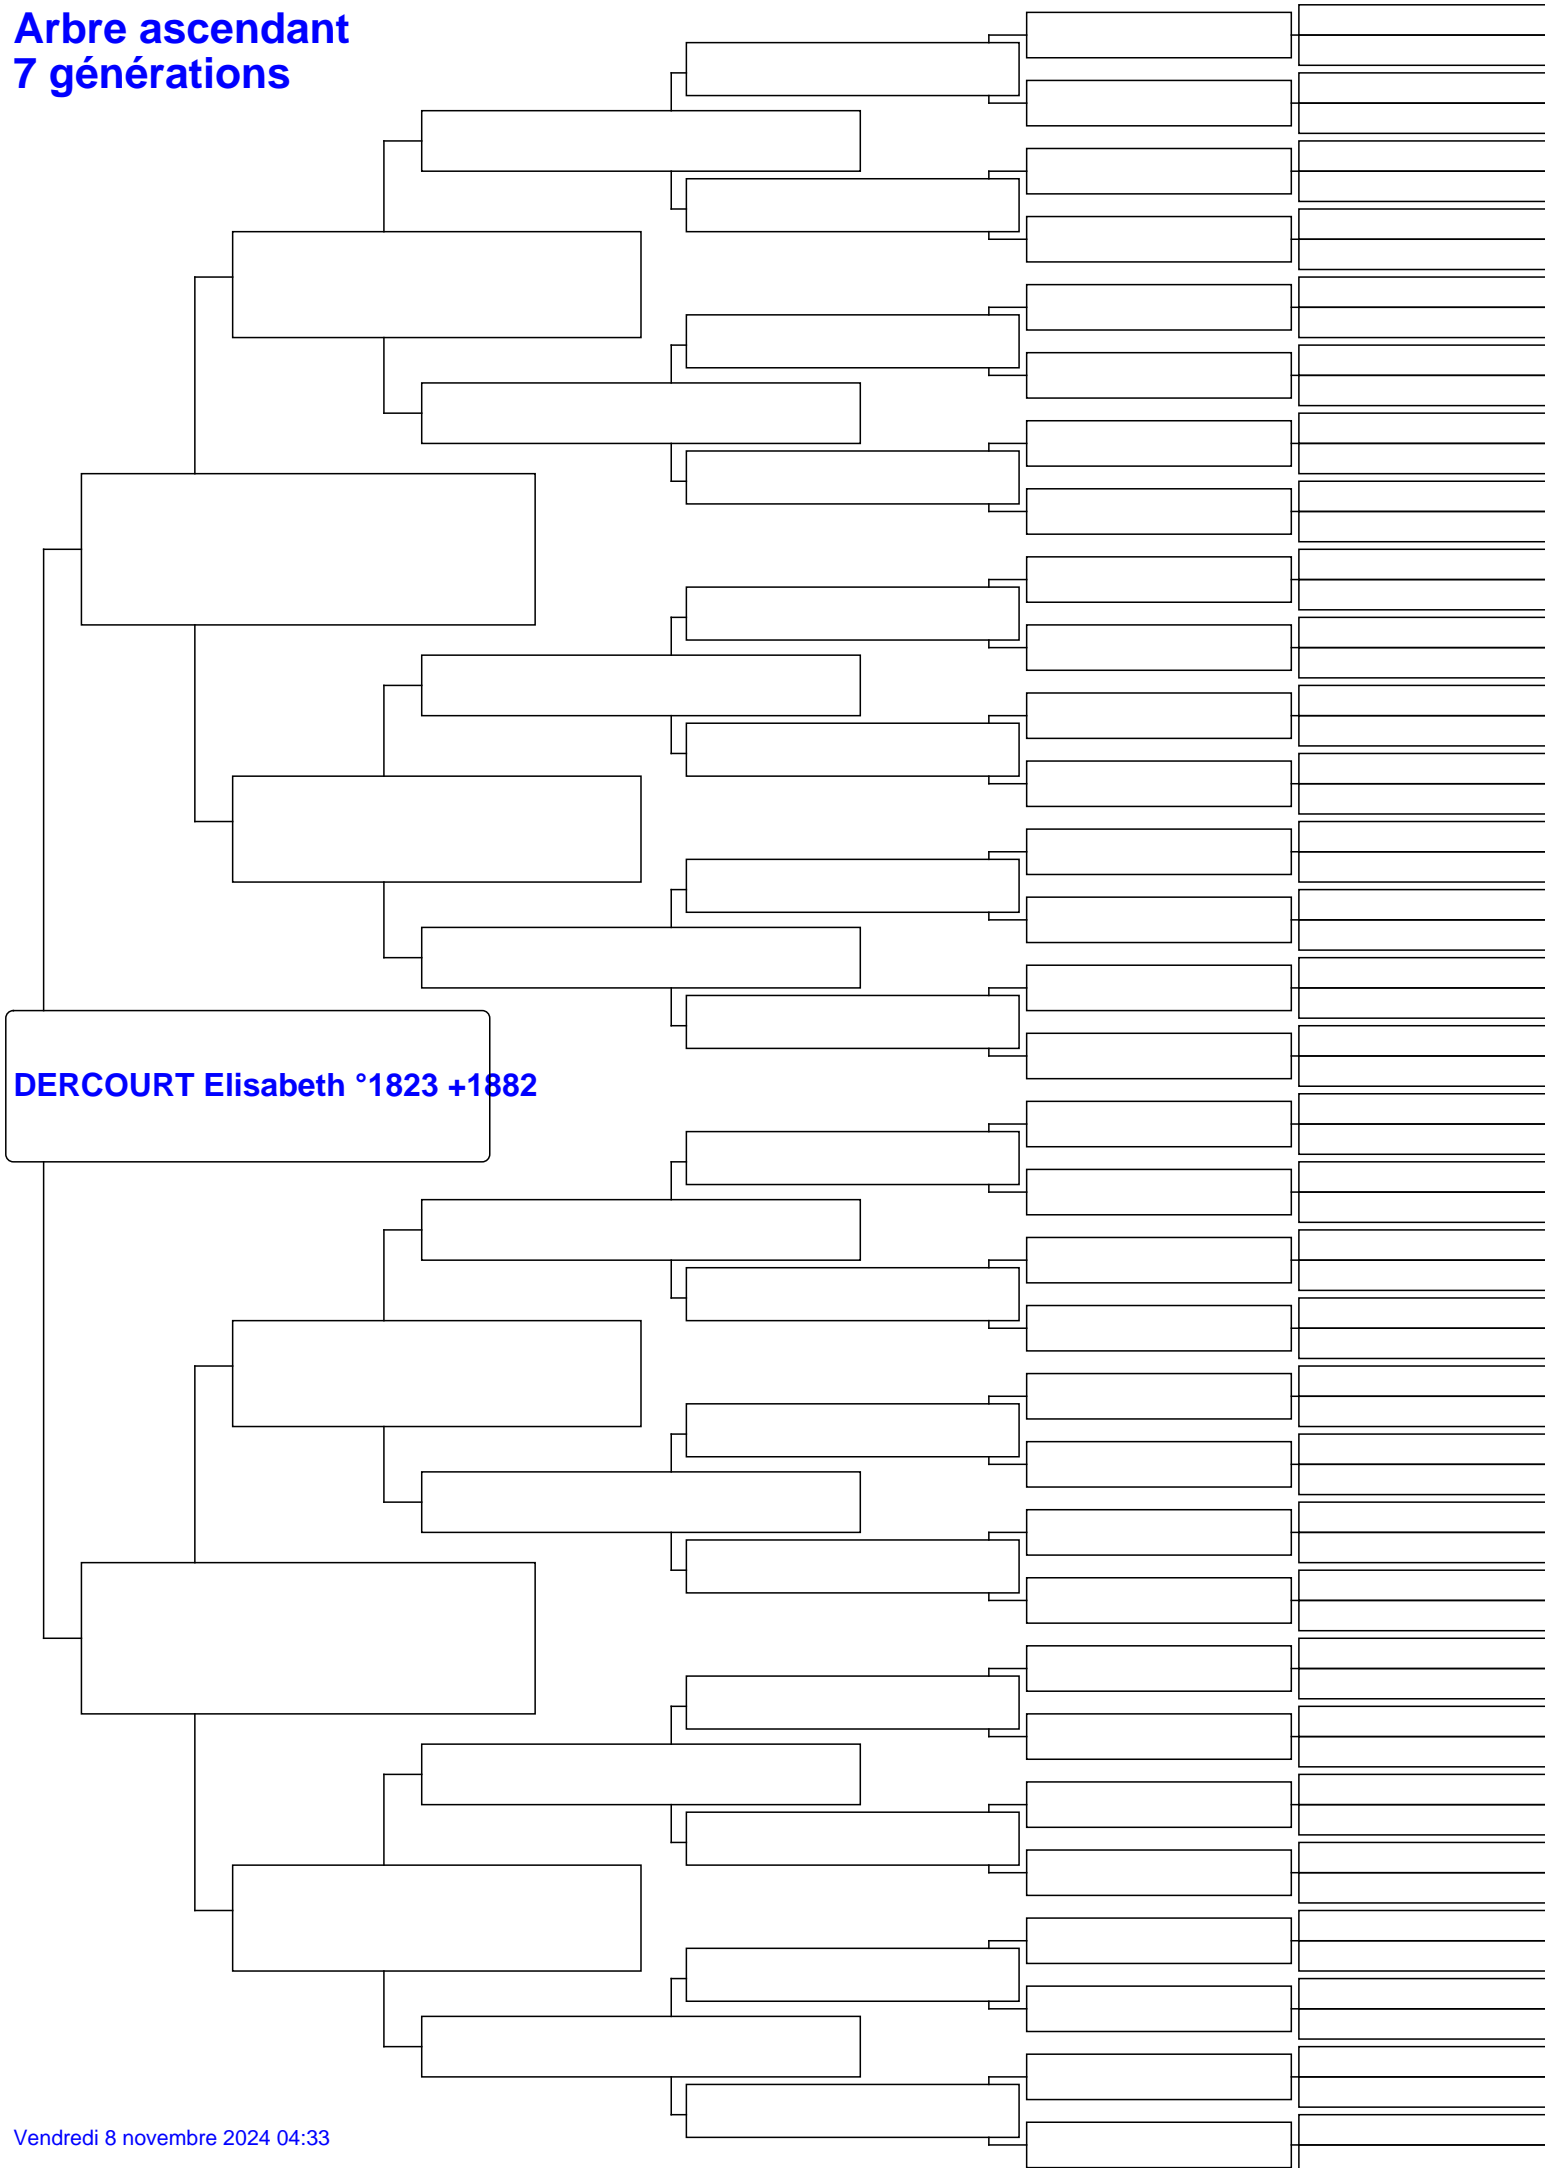 Arbre ascendant
7 générations
DERCOURT Elisabeth °1823 +1882
Vendredi 8 novembre 2024 04:33